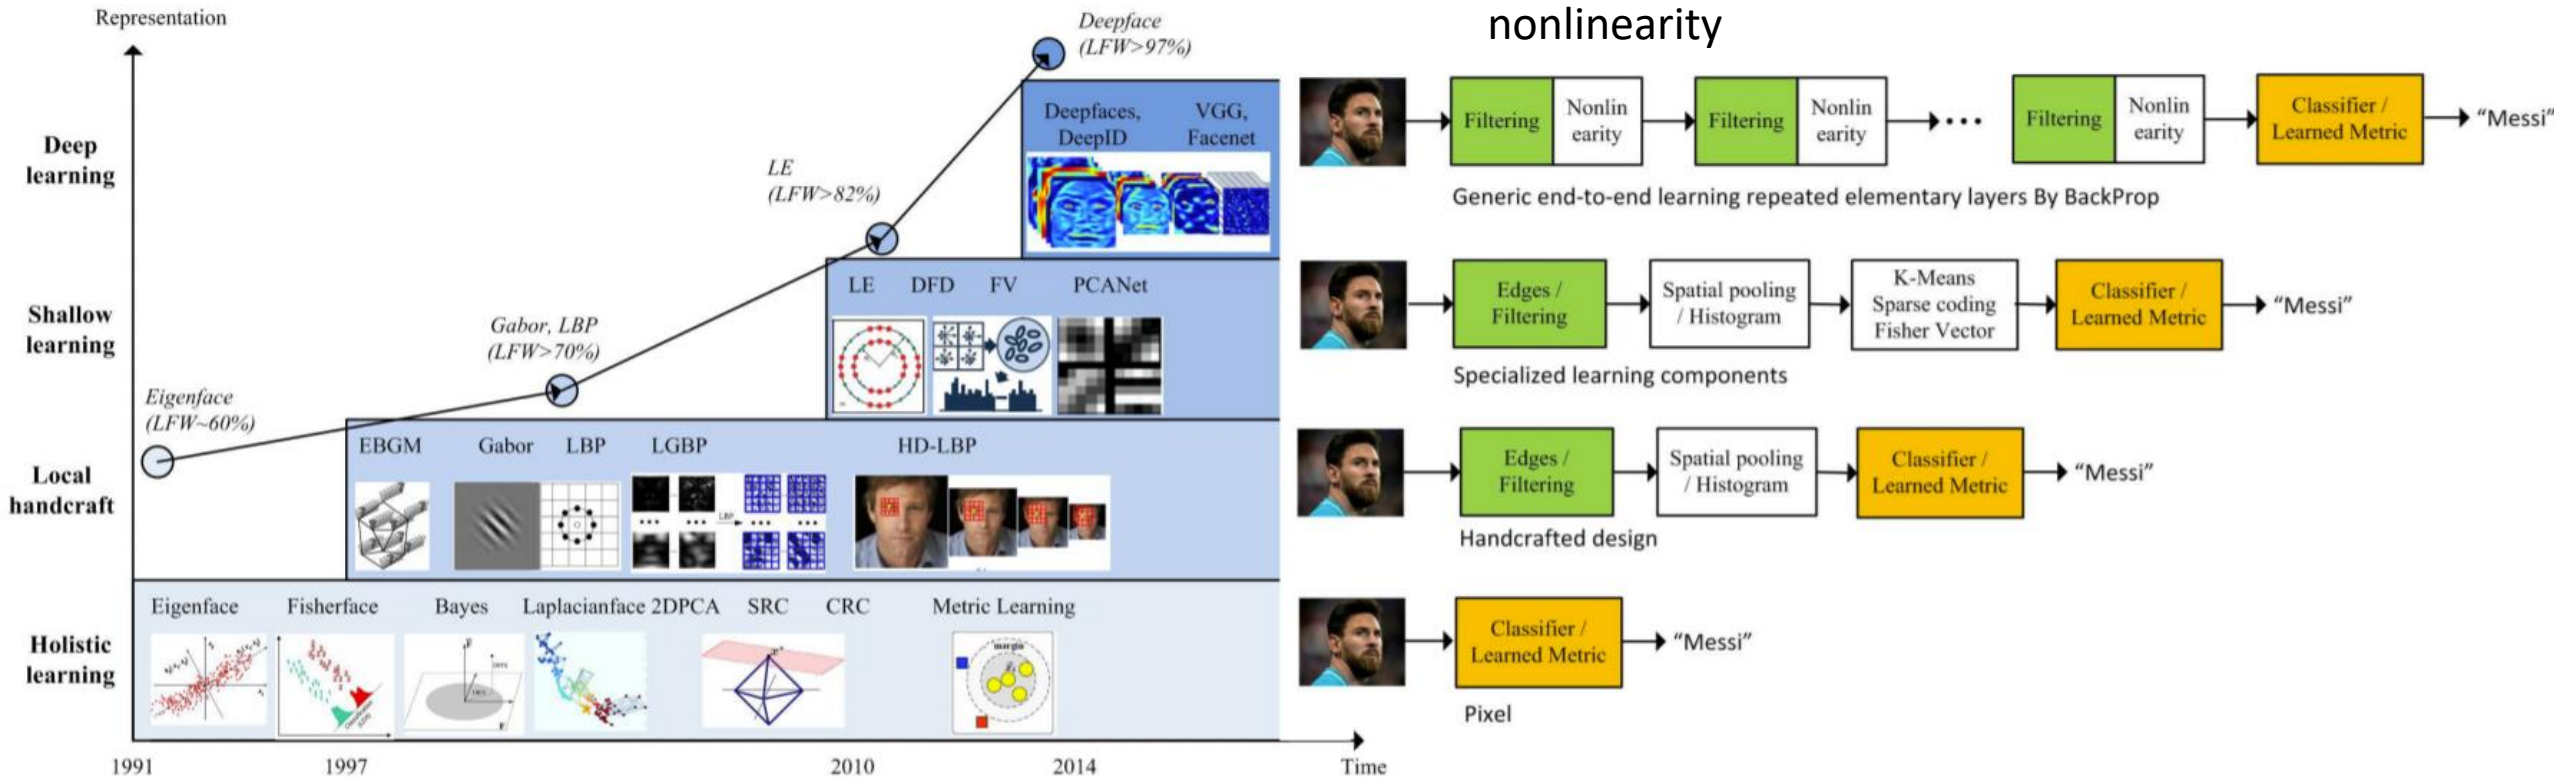 Representation
Deepface
(LFW>97%)
nonlinearity
Deep
learning
LE
(LFW>82%)
Deepfaces,
DeepID
VGG,
Facenet
Filtering
Nonlin
earity
Filtering
Nonlin
earity
Filtering
Nonlin
earity
Classifier /
Learned Metric
“Messi”
Generic end-to-end learning repeated elementary layers By BackProp
Shallow
learning
Gabor, LBP
(LFW>70%)
LE DFD FV PCANet
Edges /
Filtering
Spatial pooling
/ Histogram
K-Means
Sparse coding
Fisher Vector
Classifier /
Learned Metric
“Messi”
Specialized learning components
Local
handcraft
Eigenface
(LFW~60%)
EBGM Gabor LBP LGBP HD-LBP
LBP
Edges /
Filtering
Spatial pooling
/ Histogram
Classifier /
Learned Metric
“Messi”
Handcrafted design
Holistic
learning
Eigenface Fisherface Bayes Laplacianface 2DPCA SRC CRC Metric Learning
margin
Classifier /
Learned Metric
“Messi”
Pixel
1991 1997 2010 2014 Time